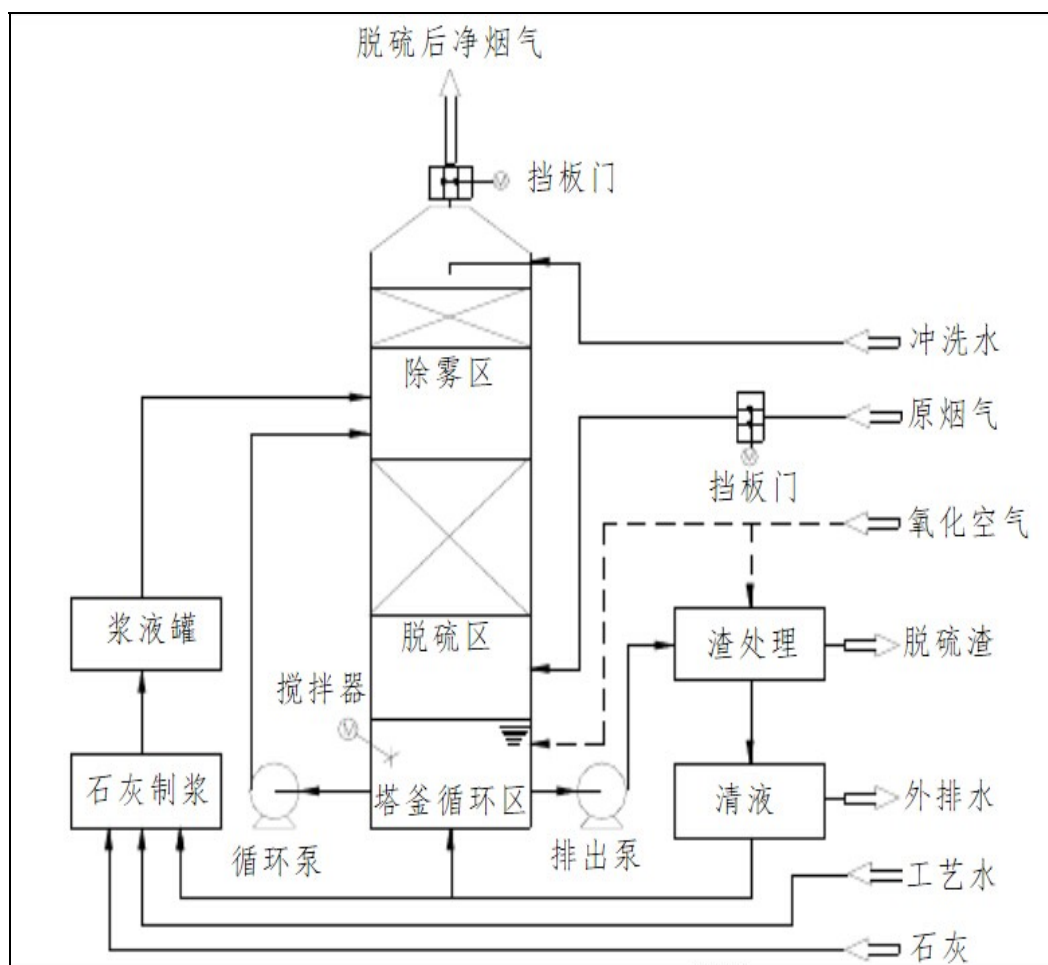 脱硫后净烟气
挡板门
冲洗水
除雾区
原烟气
挡板门
氧化空气
浆液罐
脱硫区
渣处理
脱硫渣
搅拌器
石灰制浆
塔釜循环区
清液
外排水
循环泵
排出泵
工艺水
石灰